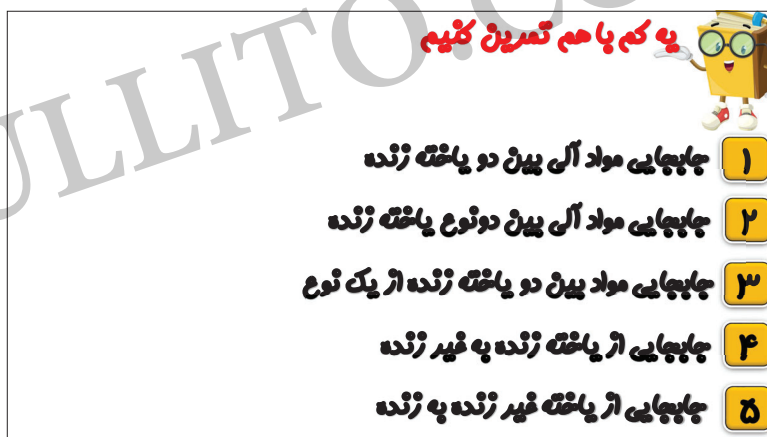 یه کم با هم تمرین کنیم
۱ جابجایی مواد آلی بین دو یاخته زنده
۲ جابجایی مواد آلی بین دونوع یاخته زنده
۳ جابجایی مواد بین دو یاخته زنده از یک نوع
۴ جابجایی از یاخته زنده به غیر زنده
۵ جابجایی از یاخته غیر زنده به زنده
ULLITO.CO